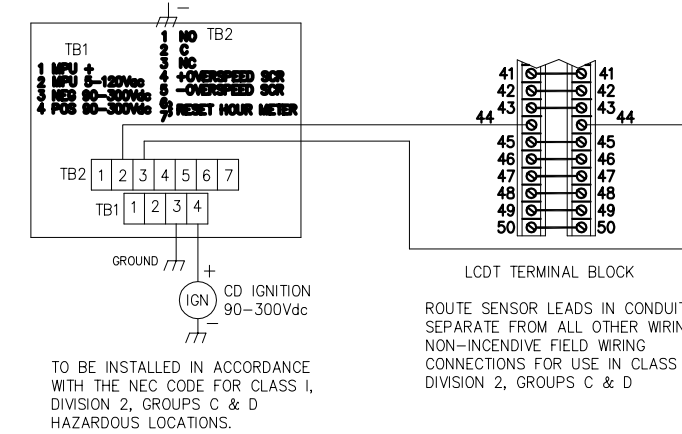 TB1
1 MPU +
2 MPU 5-120Vac
3 NEG 90-300Vdc
4 POS 90-300Vdc
TB2
1 NO
2 C
3 NC
4 +OVERSPEED SCR
5 -OVERSPEED SCR
6
7 RESET HOUR METER
TB2 1 2 3 4 5 6 7
TB1 1 2 3 4
GROUND
+
IGN
CD IGNITION
90-300Vdc
TO BE INSTALLED IN ACCORDANCE
WITH THE NEC CODE FOR CLASS I,
DIVISION 2, GROUPS C & D
HAZARDOUS LOCATIONS.
41 41
42 42
43 43
44 44
45 45
46 46
47 47
48 48
49 49
50 50
LCDT TERMINAL BLOCK
ROUTE SENSOR LEADS IN CONDUIT
SEPARATE FROM ALL OTHER WIRIN
NON-INCENDIVE FIELD WIRING
CONNECTIONS FOR USE IN CLASS
DIVISION 2, GROUPS C & D